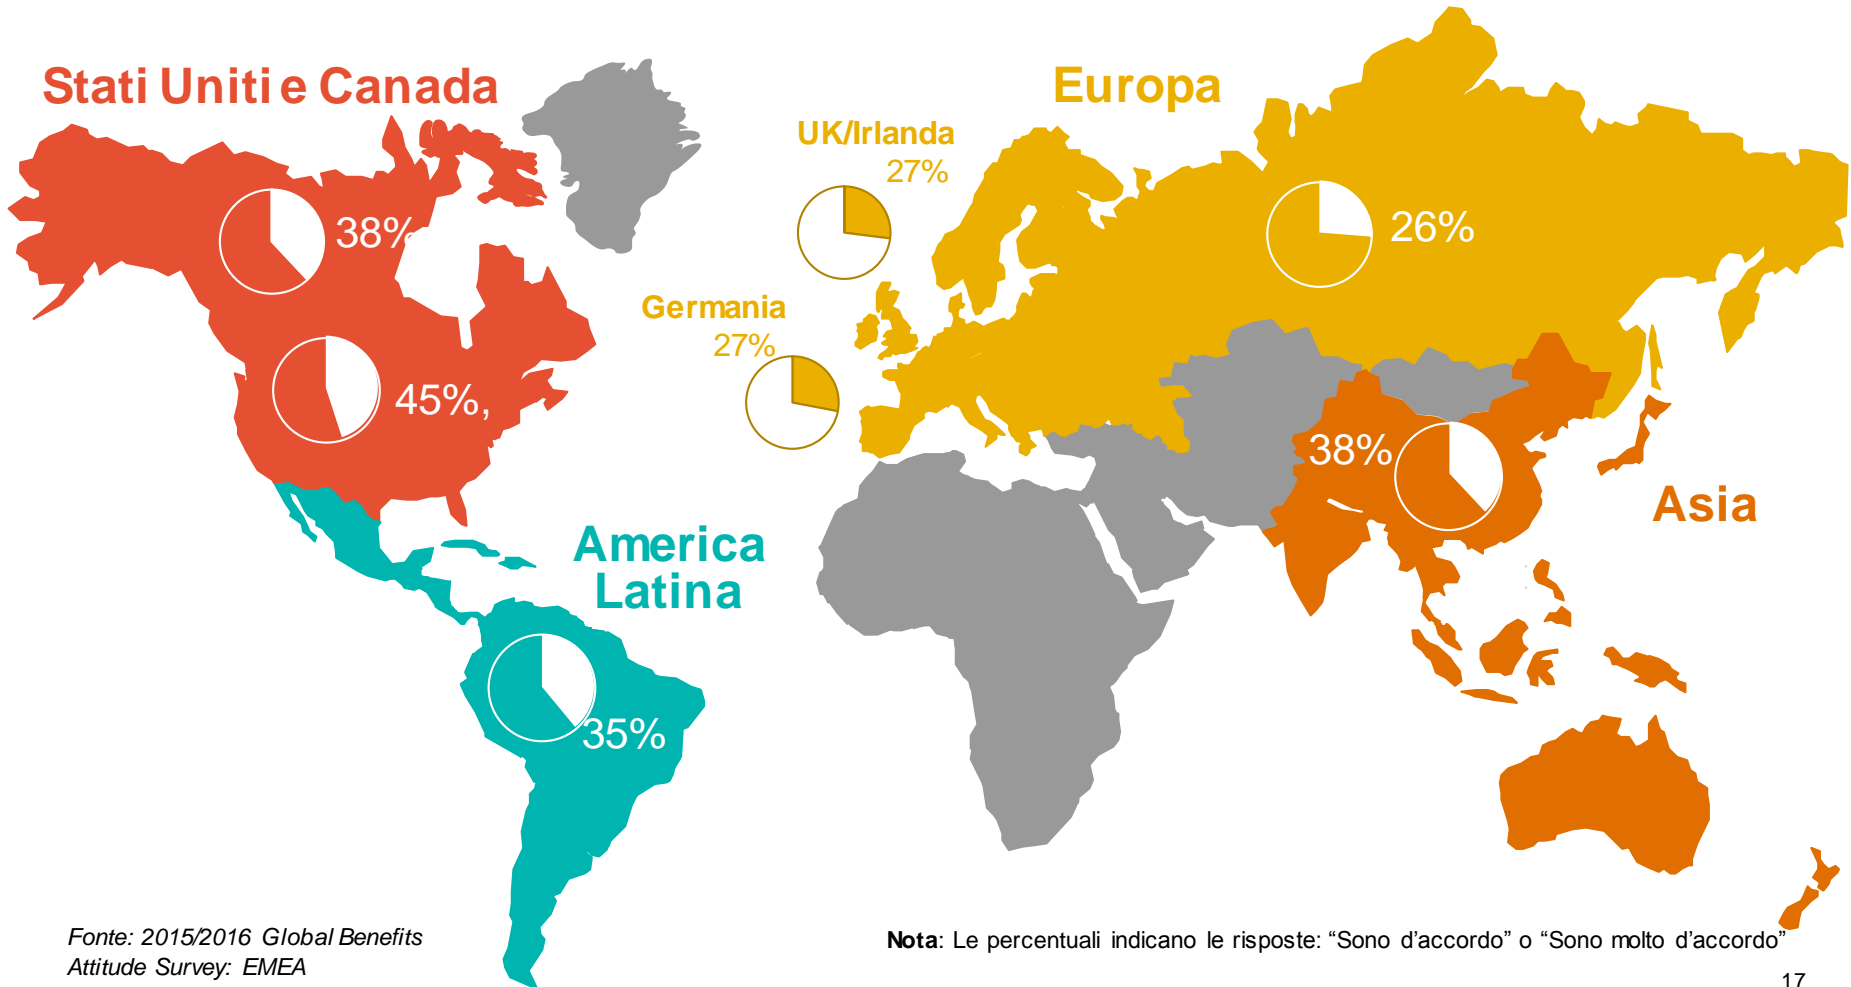 Stati Uniti e Canada
38%
45%,
America
Latina
35%
Europa
UK/Irlanda
27%
Germania
27%
26%
38%
Asia
Fonte: 2015/2016 Global Benefits
Attitude Survey: EMEA
Nota: Le percentuali indicano le risposte: “Sono d’accordo” o “Sono molto d’accordo”
17